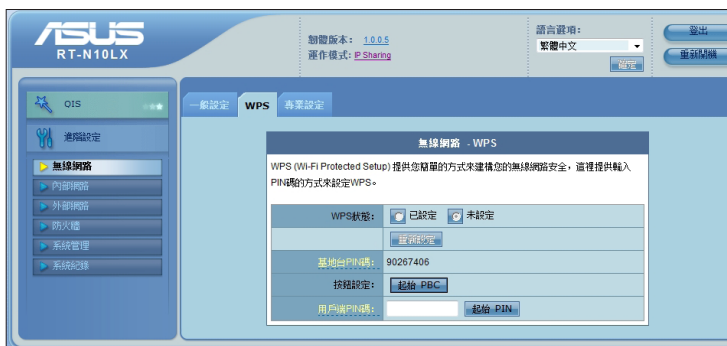 ASUS
RT-N10LX
韌體版本: 1.0.0.5
運作模式: IP Sharing
語言選項:
繁體中文
確定
登出
重新開機
QIS
進階設定
無線網路
內部網路
外部網路
防火牆
系統管理
系統紀錄
一般設定 WPS 專業設定
無線網路 - WPS
WPS (Wi-Fi Protected Setup) 提供您簡單的方式來建構您的無線網路安全，這裡提供輸入
PIN碼的方式來設定WPS。
WPS狀態: 已設定 未設定
重新設定
基地台PIN碼: 90267406
按鈕設定: 起始 PBC
用戶端PIN碼: 起始 PIN